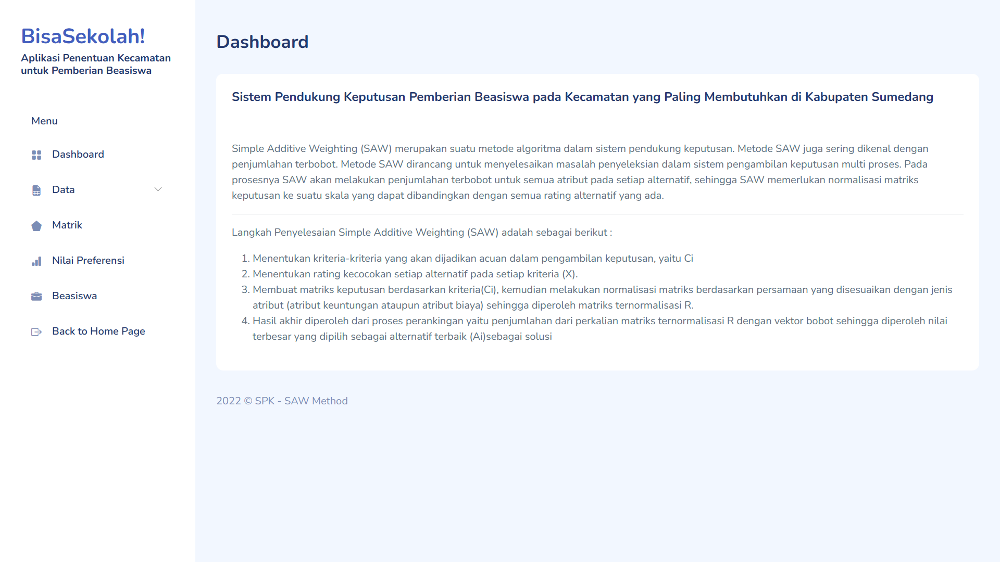 BisaSekolah!
Aplikasi Penentuan Kecamatan
untuk Pemberian Beasiswa
Menu
Dashboard
Data
Matrik
Nilai Preferensi
Beasiswa
Back to Home Page
Dashboard
Sistem Pendukung Keputusan Pemberian Beasiswa pada Kecamatan yang Paling Membutuhkan di Kabupaten Sumedang
Simple Additive Weighting (SAW) merupakan suatu metode algoritma dalam sistem pendukung keputusan. Metode SAW juga sering dikenal dengan
penjumlahan terbobot. Metode SAW dirancang untuk menyelesaikan masalah penyeleksian dalam sistem pengambilan keputusan multi proses. Pada
prosesnya SAW akan melakukan penjumlahan terbobot untuk semua atribut pada setiap alternatif, sehingga SAW memerlukan normalisasi matriks
keputusan ke suatu skala yang dapat dibandingkan dengan semua rating alternatif yang ada.
Langkah Penyelesaian Simple Additive Weighting (SAW) adalah sebagai berikut :
1. Menentukan kriteria-kriteria yang akan dijadikan acuan dalam pengambilan keputusan, yaitu Ci
2. Menentukan rating kecocokan setiap alternatif pada setiap kriteria (X).
3. Membuat matriks keputusan berdasarkan kriteria(Ci), kemudian melakukan normalisasi matriks berdasarkan persamaan yang disesuaikan dengan jenis
atribut (atribut keuntungan ataupun atribut biaya) sehingga diperoleh matriks ternormalisasi R.
4. Hasil akhir diperoleh dari proses perankingan yaitu penjumlahan dari perkalian matriks ternormalisasi R dengan vektor bobot sehingga diperoleh nilai
terbesar yang dipilih sebagai alternatif terbaik (Ai)sebagai solusi
2022 © SPK - SAW Method